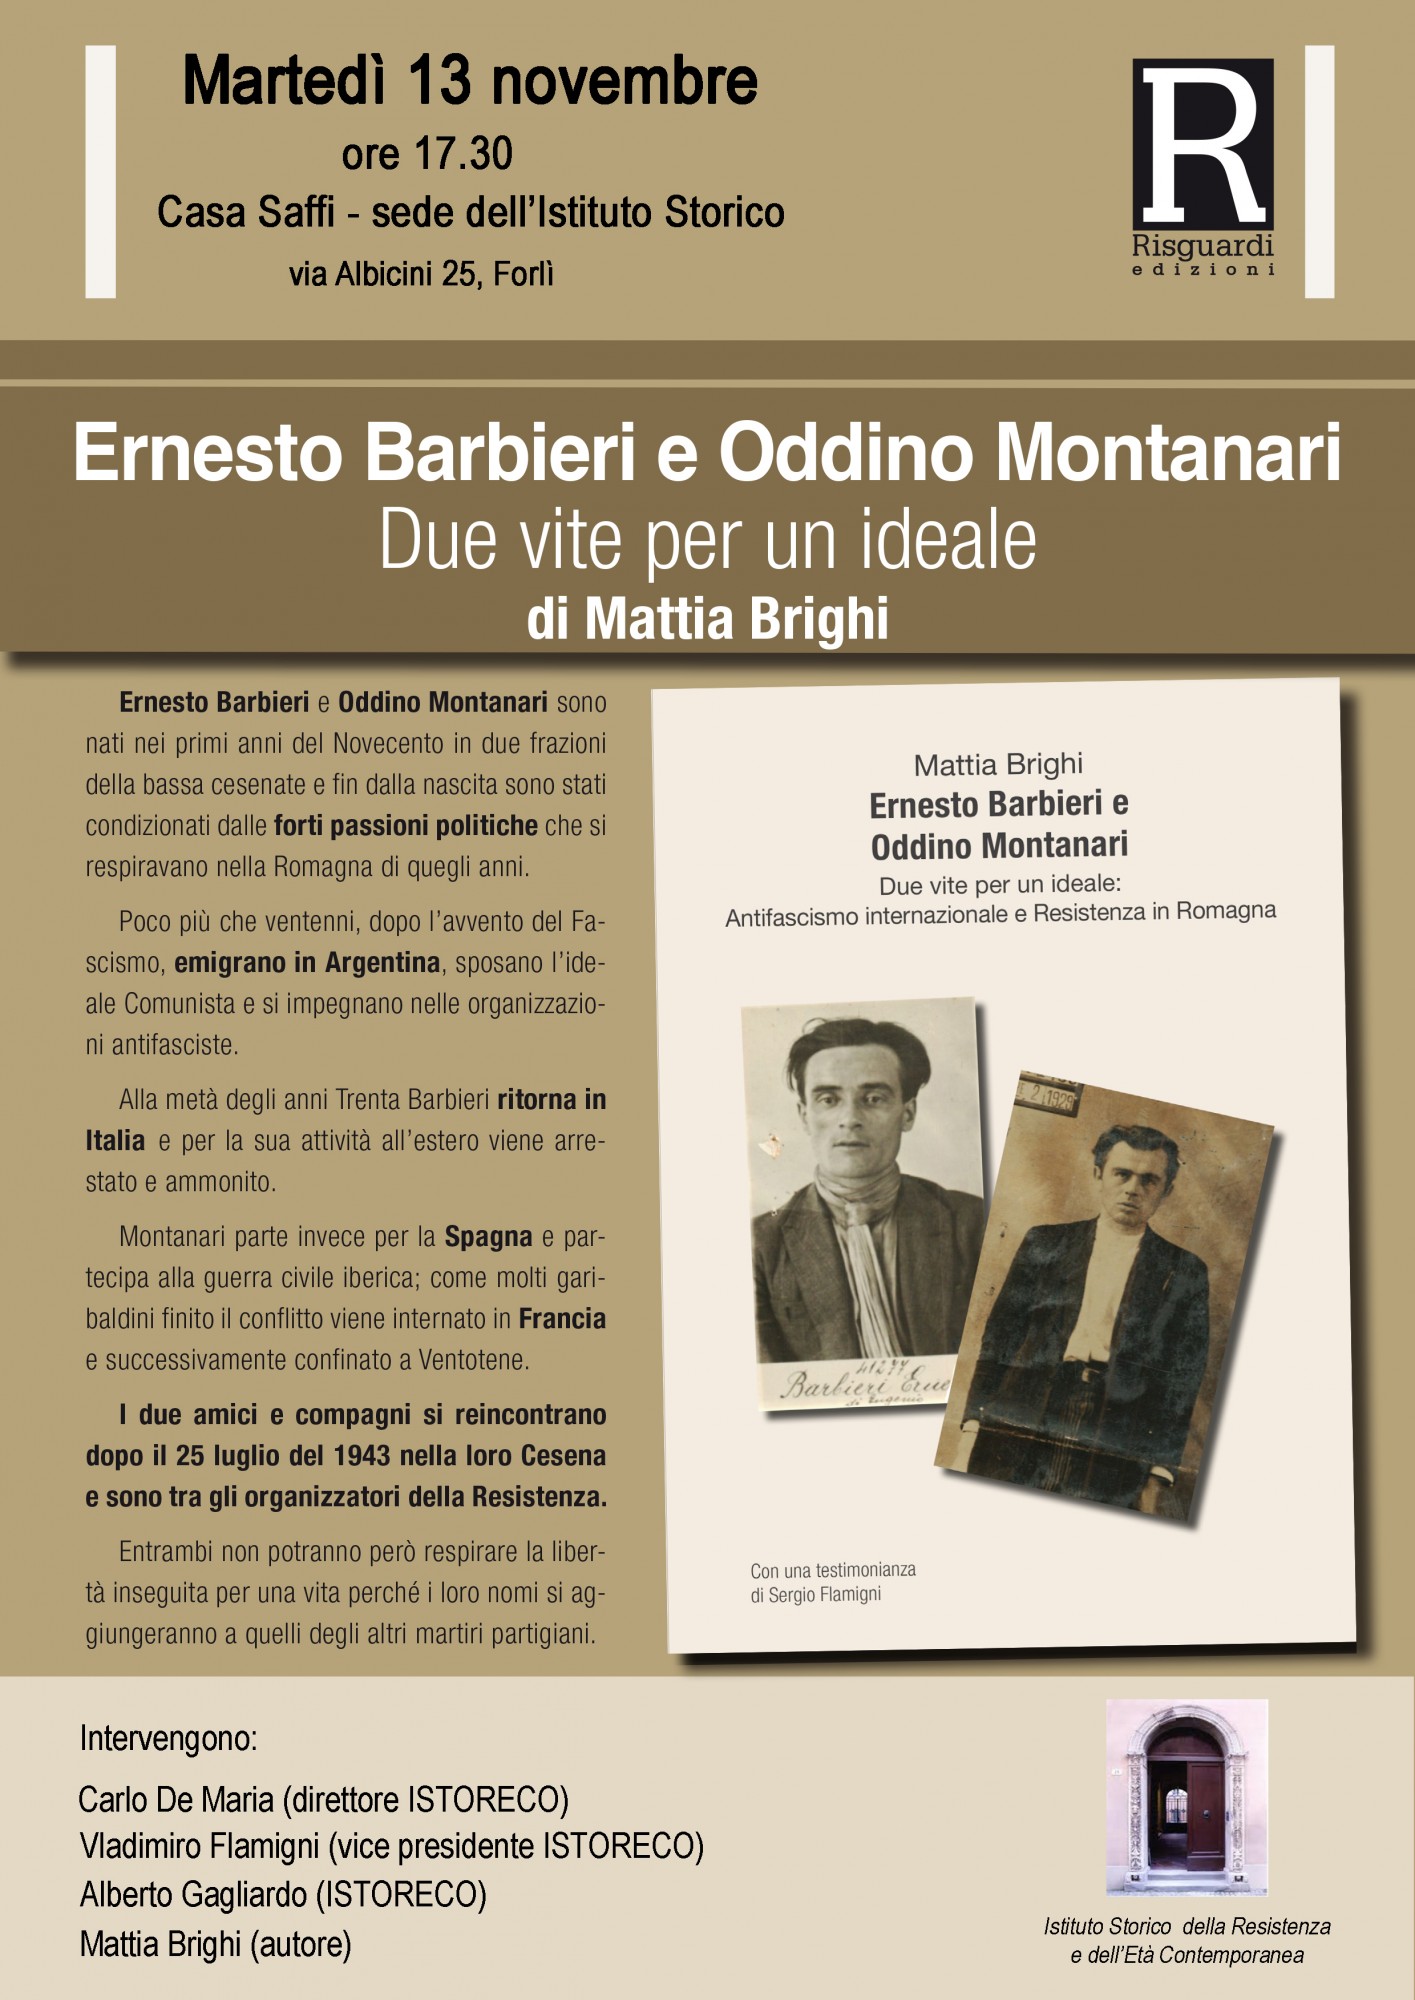 Martedì 13 novembre
ore 17.30
Casa Saffi - sede dell'Istituto Storico
via Albicini 25, Forlì
R
Risguardi
edizioni
Ernesto Barbieri e Oddino Montanari
Due vite per un ideale
di Mattia Brighi
Ernesto Barbieri e Oddino Montanari sono
nati nei primi anni del Novecento in due frazioni
della bassa cesenate e fin dalla nascita sono stati
condizionati dalle forti passioni politiche che si
respiravano nella Romagna di quegli anni.
Poco più che ventenni, dopo l'avvento del Fa-
scismo, emigrano in Argentina, sposano l'ide-
ale Comunista e si impegnano nelle organizzazio-
ni antifasciste.
Alla metà degli anni Trenta Barbieri ritorna in
Italia e per la sua attività all'estero viene arre-
stato e ammonito.
Montanari parte invece per la Spagna e par-
tecipa alla guerra civile iberica; come molti gari-
baldini finito il conflitto viene internato in Francia
e successivamente confinato a Ventotene.
I due amici e compagni si reincontrano
dopo il 25 luglio del 1943 nella loro Cesena
e sono tra gli organizzatori della Resistenza.
Entrambi non potranno però respirare la liber-
tà inseguita per una vita perché i loro nomi si ag-
giungeranno a quelli degli altri martiri partigiani.
Mattia Brighi
Ernesto Barbieri e
Oddino Montanari
Due vite per un ideale:
Antifascismo internazionale e Resistenza in Romagna
2 1929
41277
Barbieri Erne
di Eugenio
Con una testimonianza
di Sergio Flamigni
Intervengono:
Carlo De Maria (direttore ISTORECO)
Vladimiro Flamigni (vice presidente ISTORECO)
Alberto Gagliardo (ISTORECO)
Mattia Brighi (autore)
Istituto Storico della Resistenza
e dell'Età Contemporanea